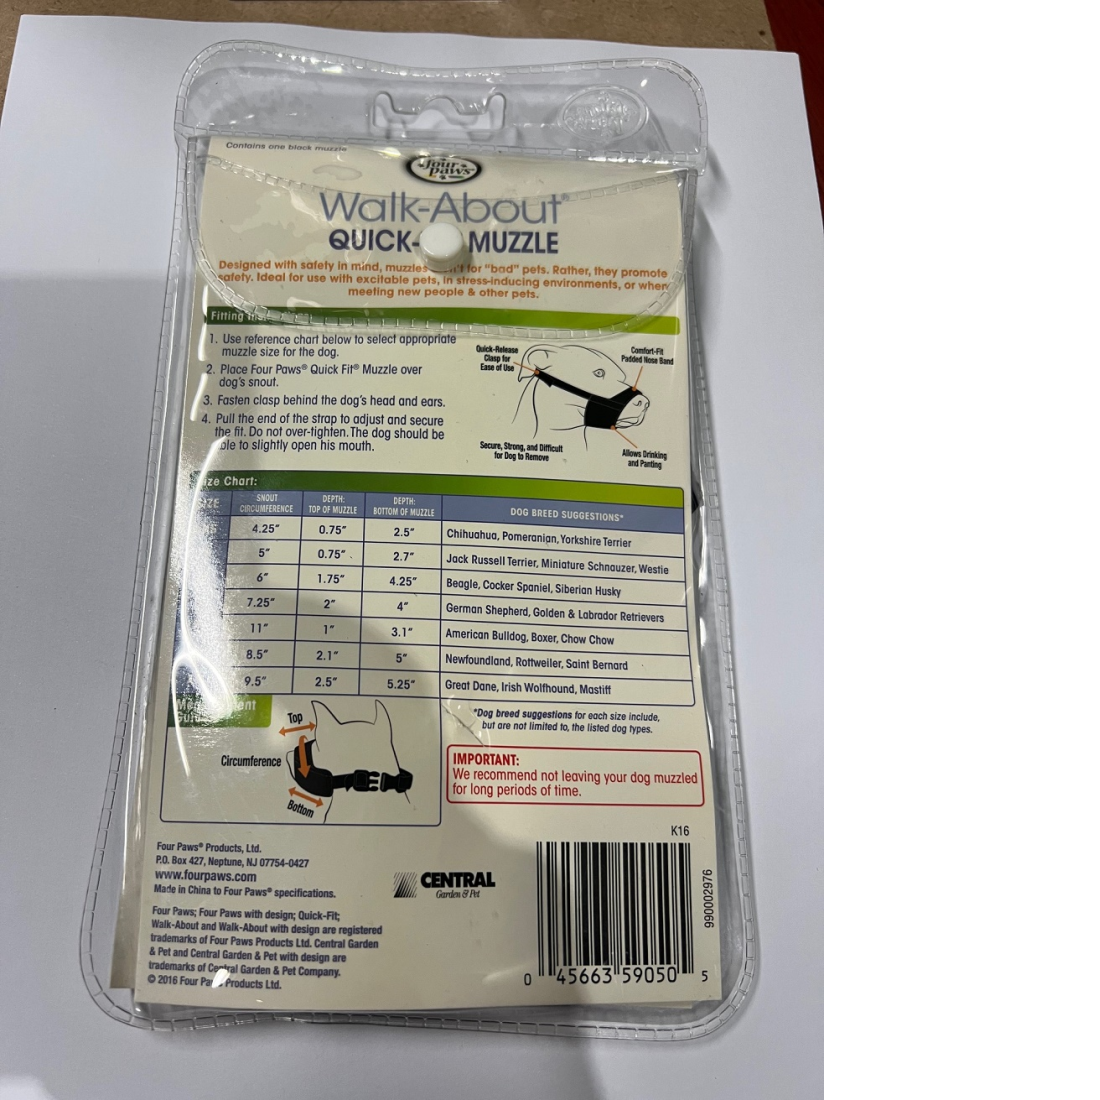 Contains one black muzzle
four paws
Walk-About®
QUICK- MUZZLE
Designed with safety in mind, muzzles for "bad" pets. Rather, they promote
safety. Ideal for use with excitable pets, in stress-inducing environments, or when
meeting new people & other pets.
Fitting
1. Use reference chart below to select appropriate
muzzle size for the dog.
2. Place Four Paws® Quick Fit® Muzzle over
dog's snout.
3. Fasten clasp behind the dog's head and ears.
4. Pull the end of the strap to adjust and secure
the fit. Do not over-tighten. The dog should be
able to slightly open his mouth.
Quick-Release
Clasp for
Ease of Use
Comfort-Fit
Padded Nose Band
Secure, Strong, and Difficult
for Dog to Remove
Allows Drinking
and Panting
Size Chart:
SIZE SNOUT CIRCUMFERENCE DEPTH: TOP OF MUZZLE DEPTH: BOTTOM OF MUZZLE DOG BREED SUGGESTIONS*
4.25" 0.75" 2.5" Chihuahua, Pomeranian, Yorkshire Terrier
5" 0.75" 2.7" Jack Russell Terrier, Miniature Schnauzer, Westie
6" 1.75" 4.25" Beagle, Cocker Spaniel, Siberian Husky
7.25" 2" 4" German Shepherd, Golden & Labrador Retrievers
11" 1" 3.1" American Bulldog, Boxer, Chow Chow
8.5" 2.1" 5" Newfoundland, Rottweiler, Saint Bernard
9.5" 2.5" 5.25" Great Dane, Irish Wolfhound, Mastiff
Top
Circumference
Bottom
*Dog breed suggestions for each size include,
but are not limited to, the listed dog types.
IMPORTANT:
We recommend not leaving your dog muzzled
for long periods of time.
K16
Four Paws® Products, Ltd.
P.O. Box 427, Neptune, NJ 07754-0427
www.fourpaws.com
Made in China to Four Paws® specifications.
CENTRAL
Garden & Pet
Four Paws; Four Paws with design; Quick-Fit;
Walk-About and Walk-About with design are registered
trademarks of Four Paws Products Ltd. Central Garden
& Pet and Central Garden & Pet with design are
trademarks of Central Garden & Pet Company.
© 2016 Four Paws Products Ltd.
990002976
0 45663 59050 5